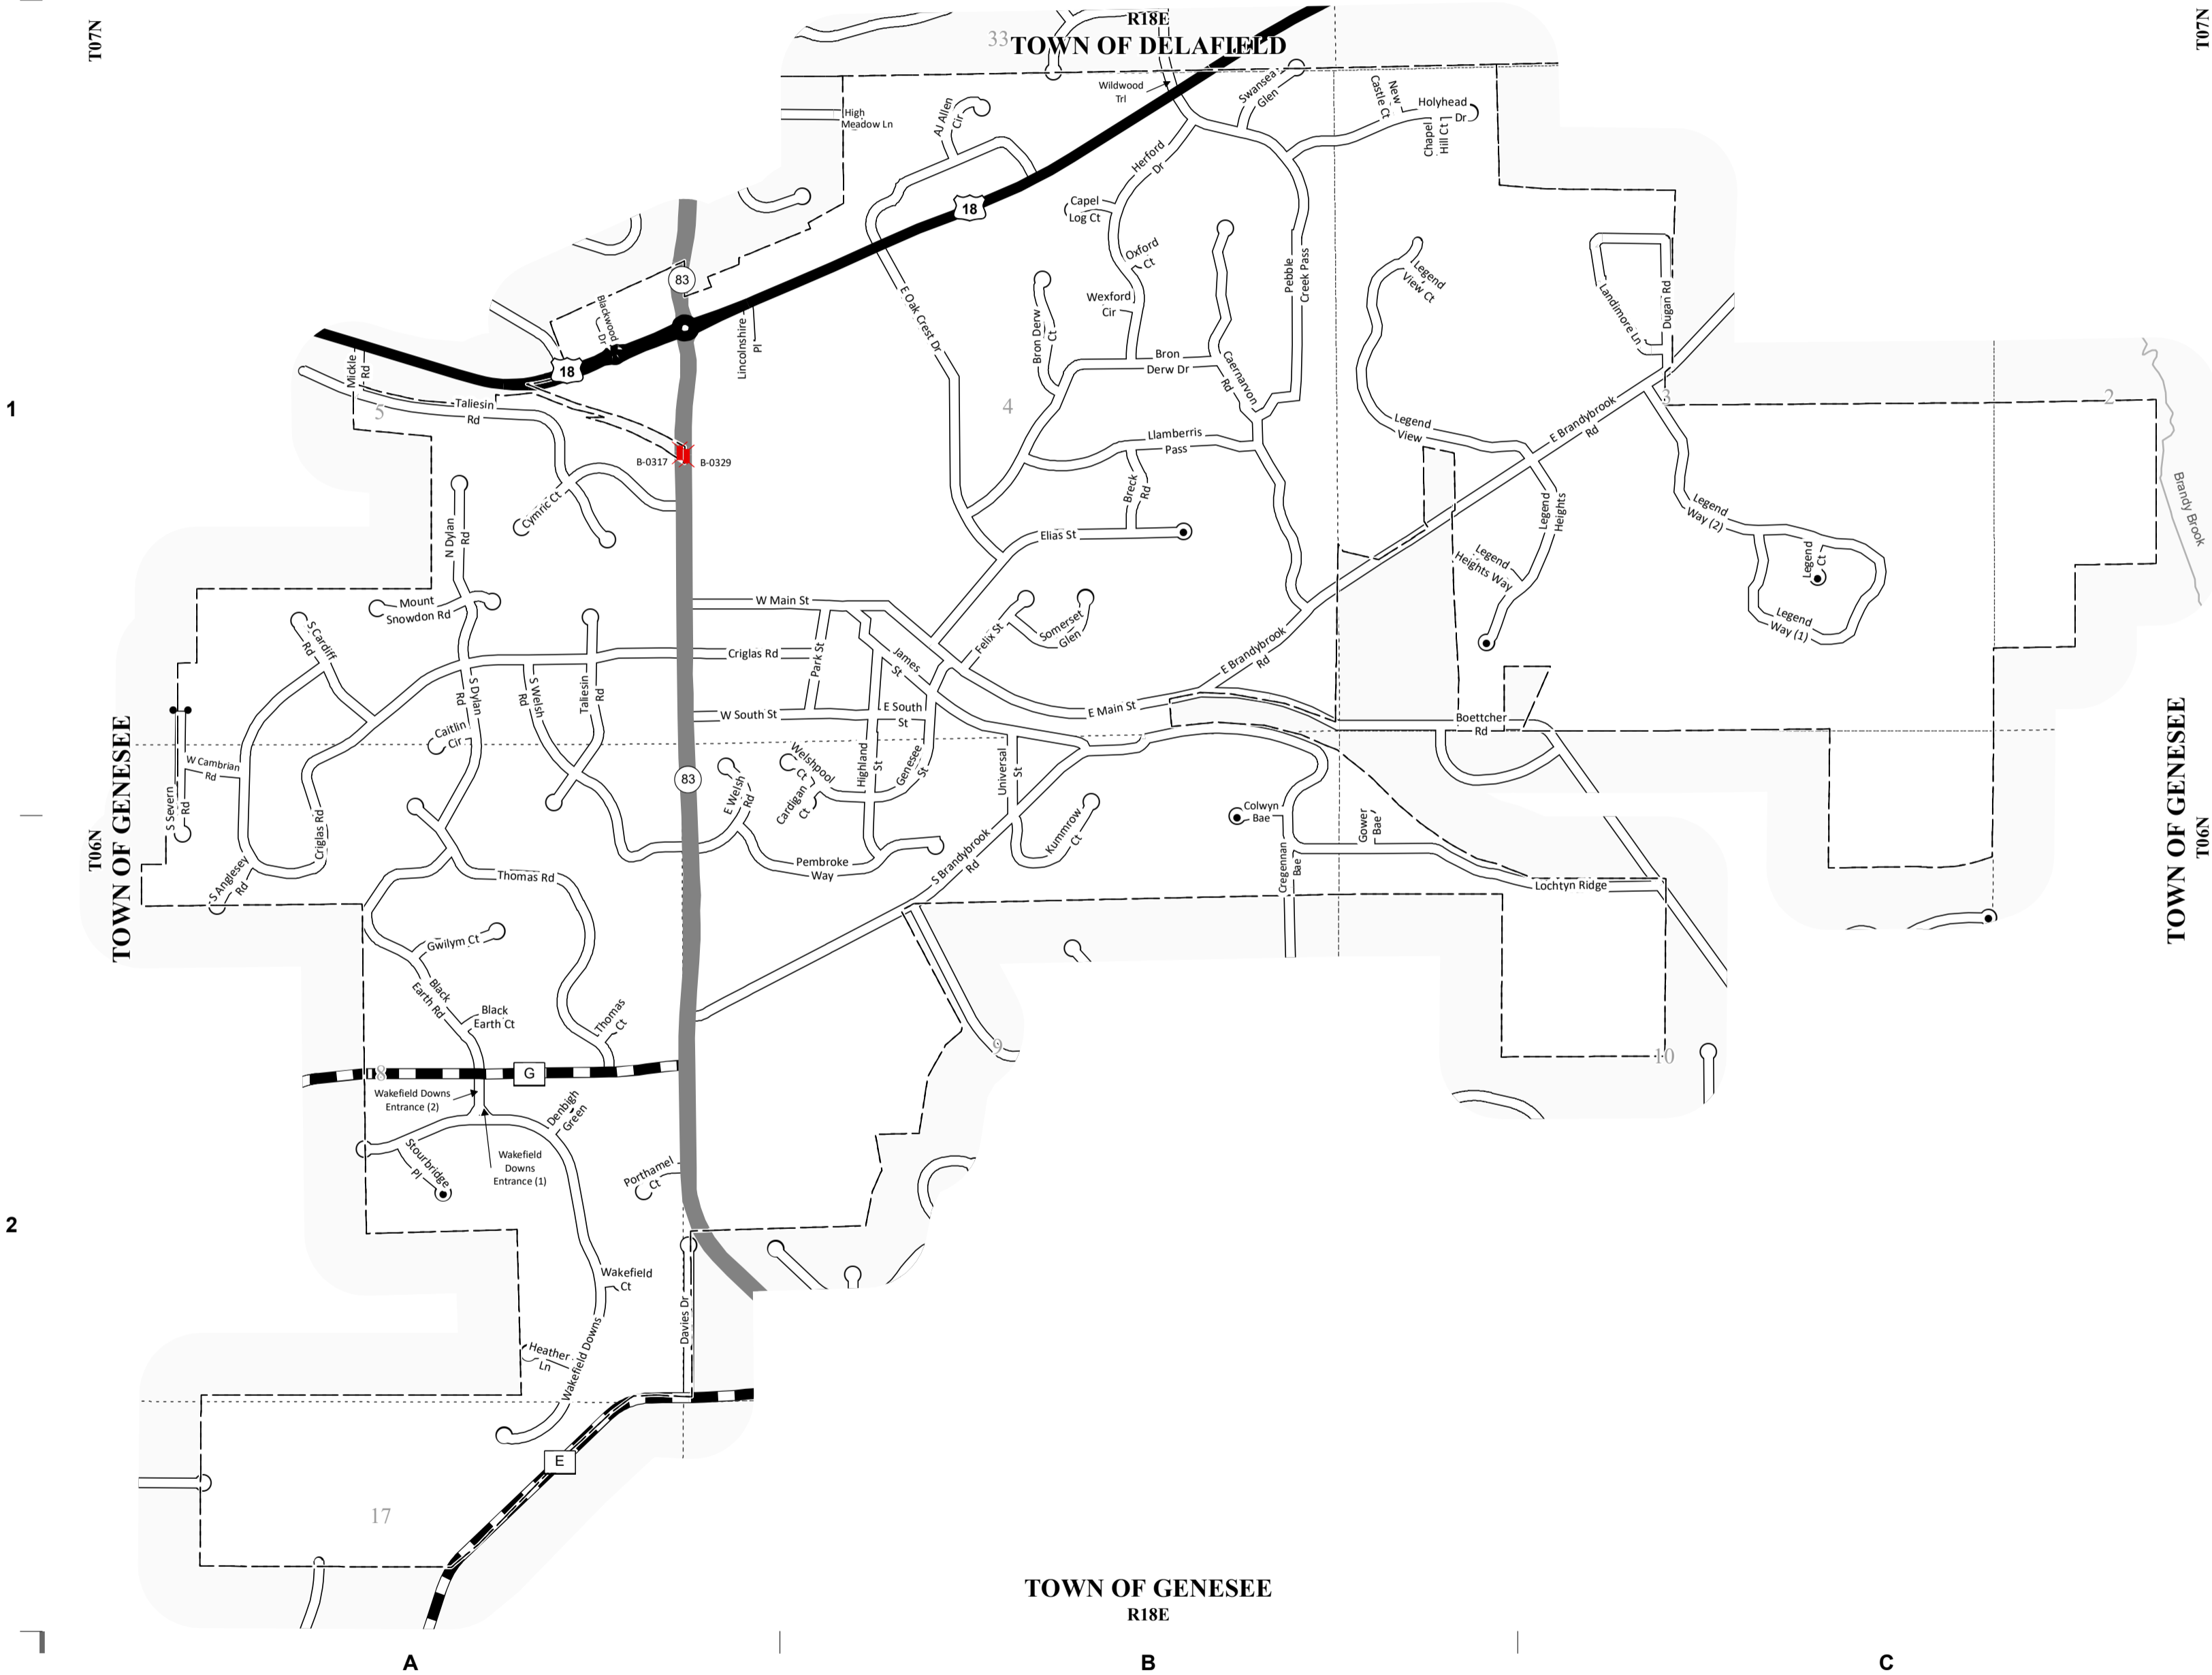 T07N
R18E
T07N
33
TOWN OF DELAFIELD
Wildwood
Trl
Swansea
Glen
New
Castle Ct
Holyhead
Dr
Chapel
Hill Ct
High
Meadow Ln
AJ Allen
Cir
Herford
Dr
Capel
Log Ct
18
Oxford
Ct
Pebble
Creek Pass
Legend
View Ct
83
Wexford
Cir
Landimore Ln
Dugan Rd
Blackwood
Dr
E Oak Crest Dr
Bron Derw
Ct
Lincolnshire
Pl
Bron
Derw Dr
Caernarvon
Rd
Mickle
Rd
18
1
5
Taliesin
Rd
4
3
2
Legend
View
E Brandybrook
Rd
Llamberris
Pass
B-0317
B-0329
Breck
Rd
Cymric Ct
Legend
Heights
Legend
Way (2)
Brandy Brook
N Dylan
Rd
Elias St
Legend
Heights Way
Legend
Ct
Mount
Snowdon Rd
W Main St
Felix St
Somerset
Glen
Legend
Way (1)
S Cardiff
Rd
Criglas Rd
Park St
James
St
E Brandybrook
Rd
S Dylan
Rd
S Welsh
Rd
Taliesin
Rd
W South St
E South
St
E Main St
Boettcher
Rd
TOWN OF GENESEE
T06N
TOWN OF GENESEE
T06N
Caitlin
Cir
W Cambrian
Rd
83
Welshpool
Ct
Highland
St
Genesee
St
Universal
St
S Severn
Rd
Criglas Rd
E Welsh
Rd
Cardigan
Ct
Kummrow
Ct
Colwyn
Bae
Gower
Bae
S Anglesey
Rd
Thomas Rd
Pembroke
Way
S Brandybrook
Rd
Cregennan
Bae
Lochtyn Ridge
Gwilym Ct
Black
Earth Rd
Black
Earth Ct
Thomas
Ct
9
10
8
G
Wakefield Downs
Entrance (2)
Denbigh
Green
Stourbridge
Pl
Wakefield
Downs
Entrance (1)
Porthamel
Ct
2
Wakefield
Ct
Davies Dr
Heather
Ln
Wakefield Downs
E
17
TOWN OF GENESEE
R18E
A
B
C